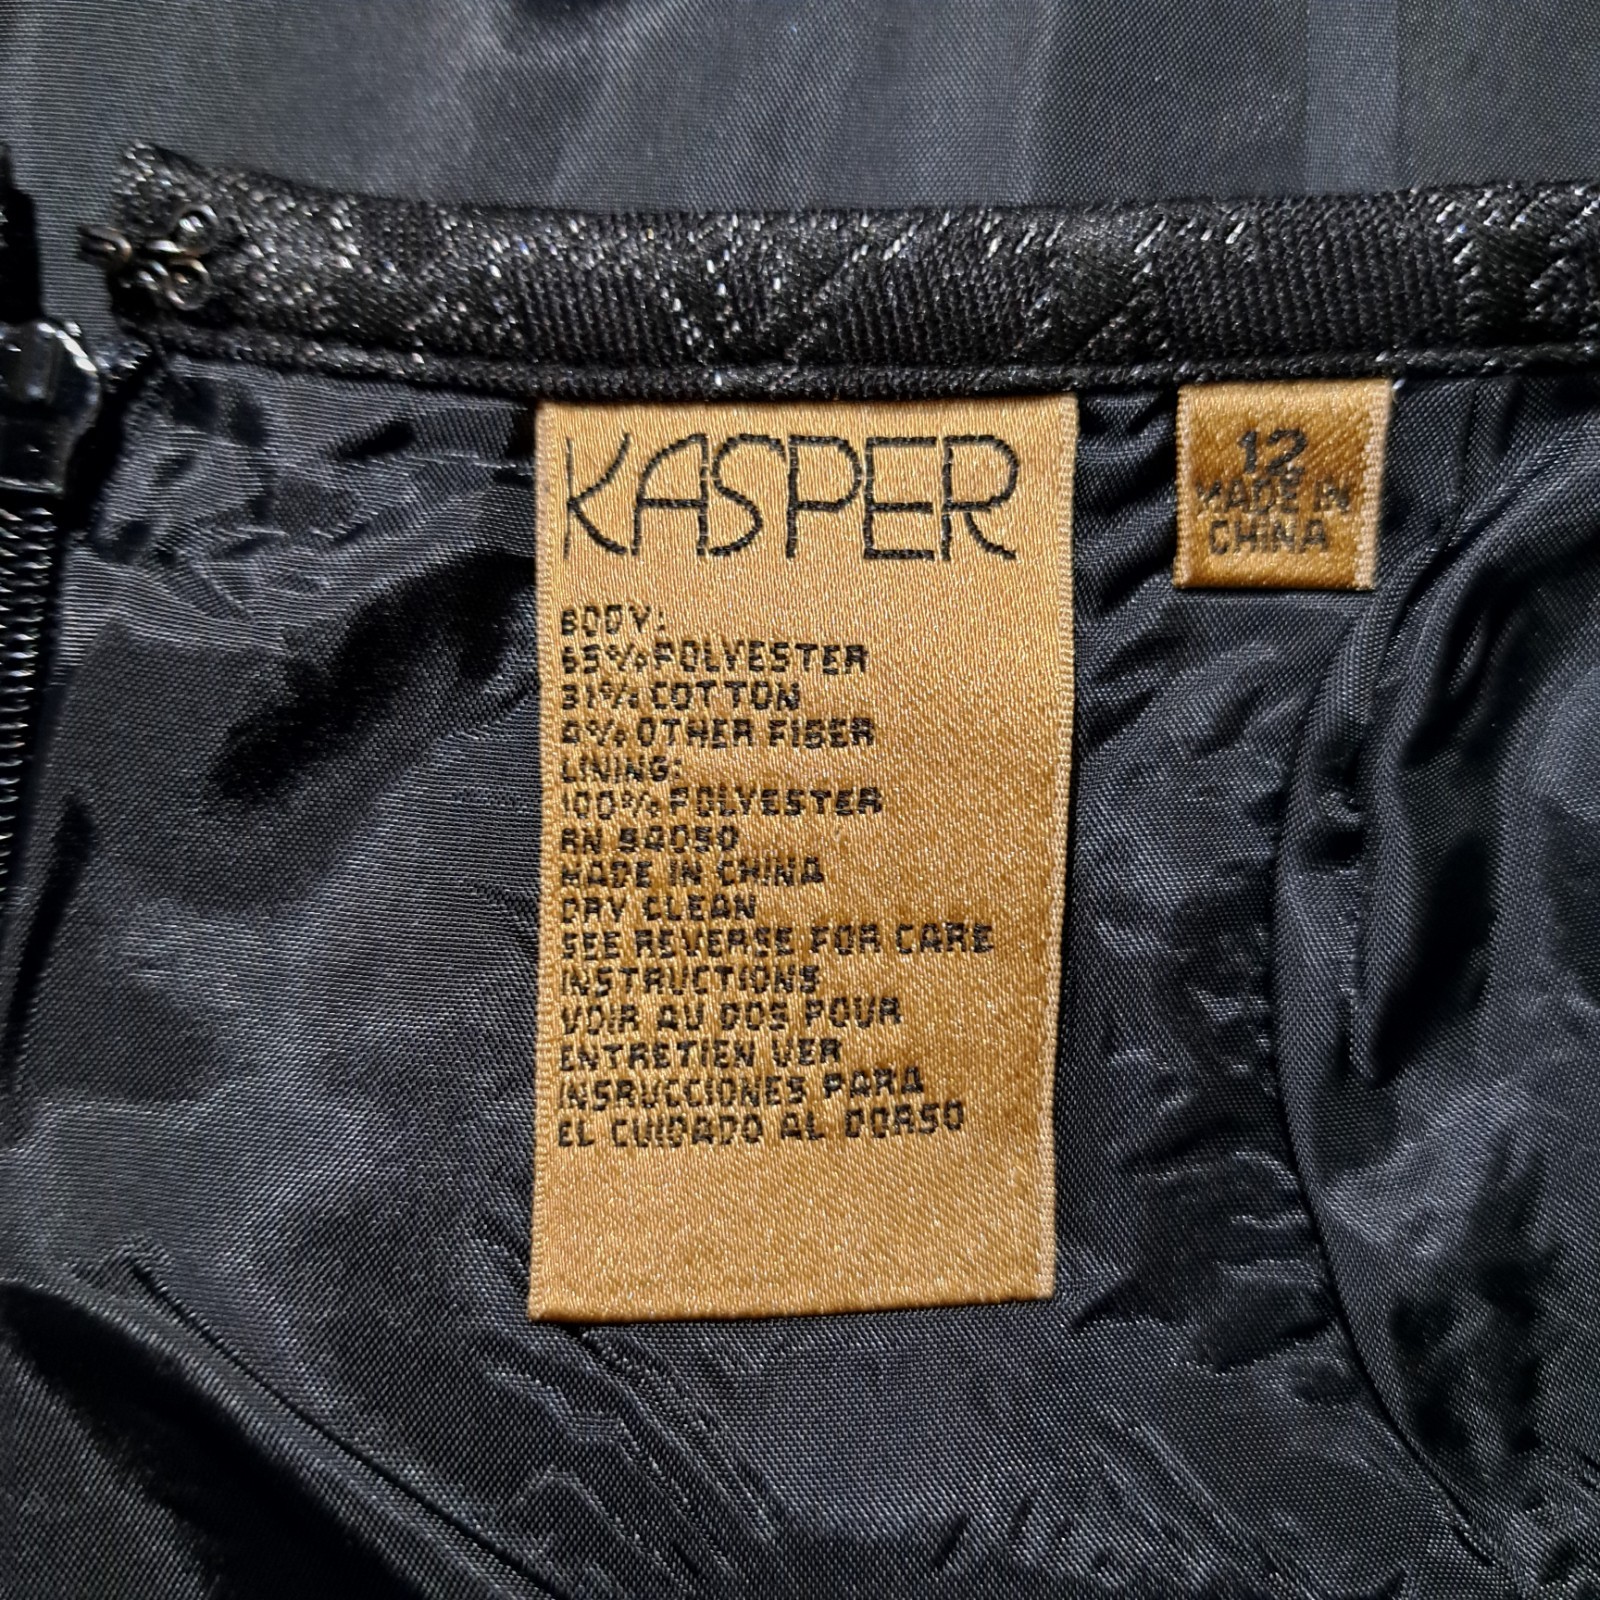 KASPER
BODY:
65% POLYESTER
31% COTTON
4% OTHER FIBER
LINING:
100% POLYESTER
RN 94050
MADE IN CHINA
DRY CLEAN
SEE REVERSE FOR CARE
INSTRUCTIONS
VOIR AU DOS POUR
ENTRETIEN VER
INSRUCCIONES PARA
EL CUIDADO AL DORSO
12
MADE IN
CHINA